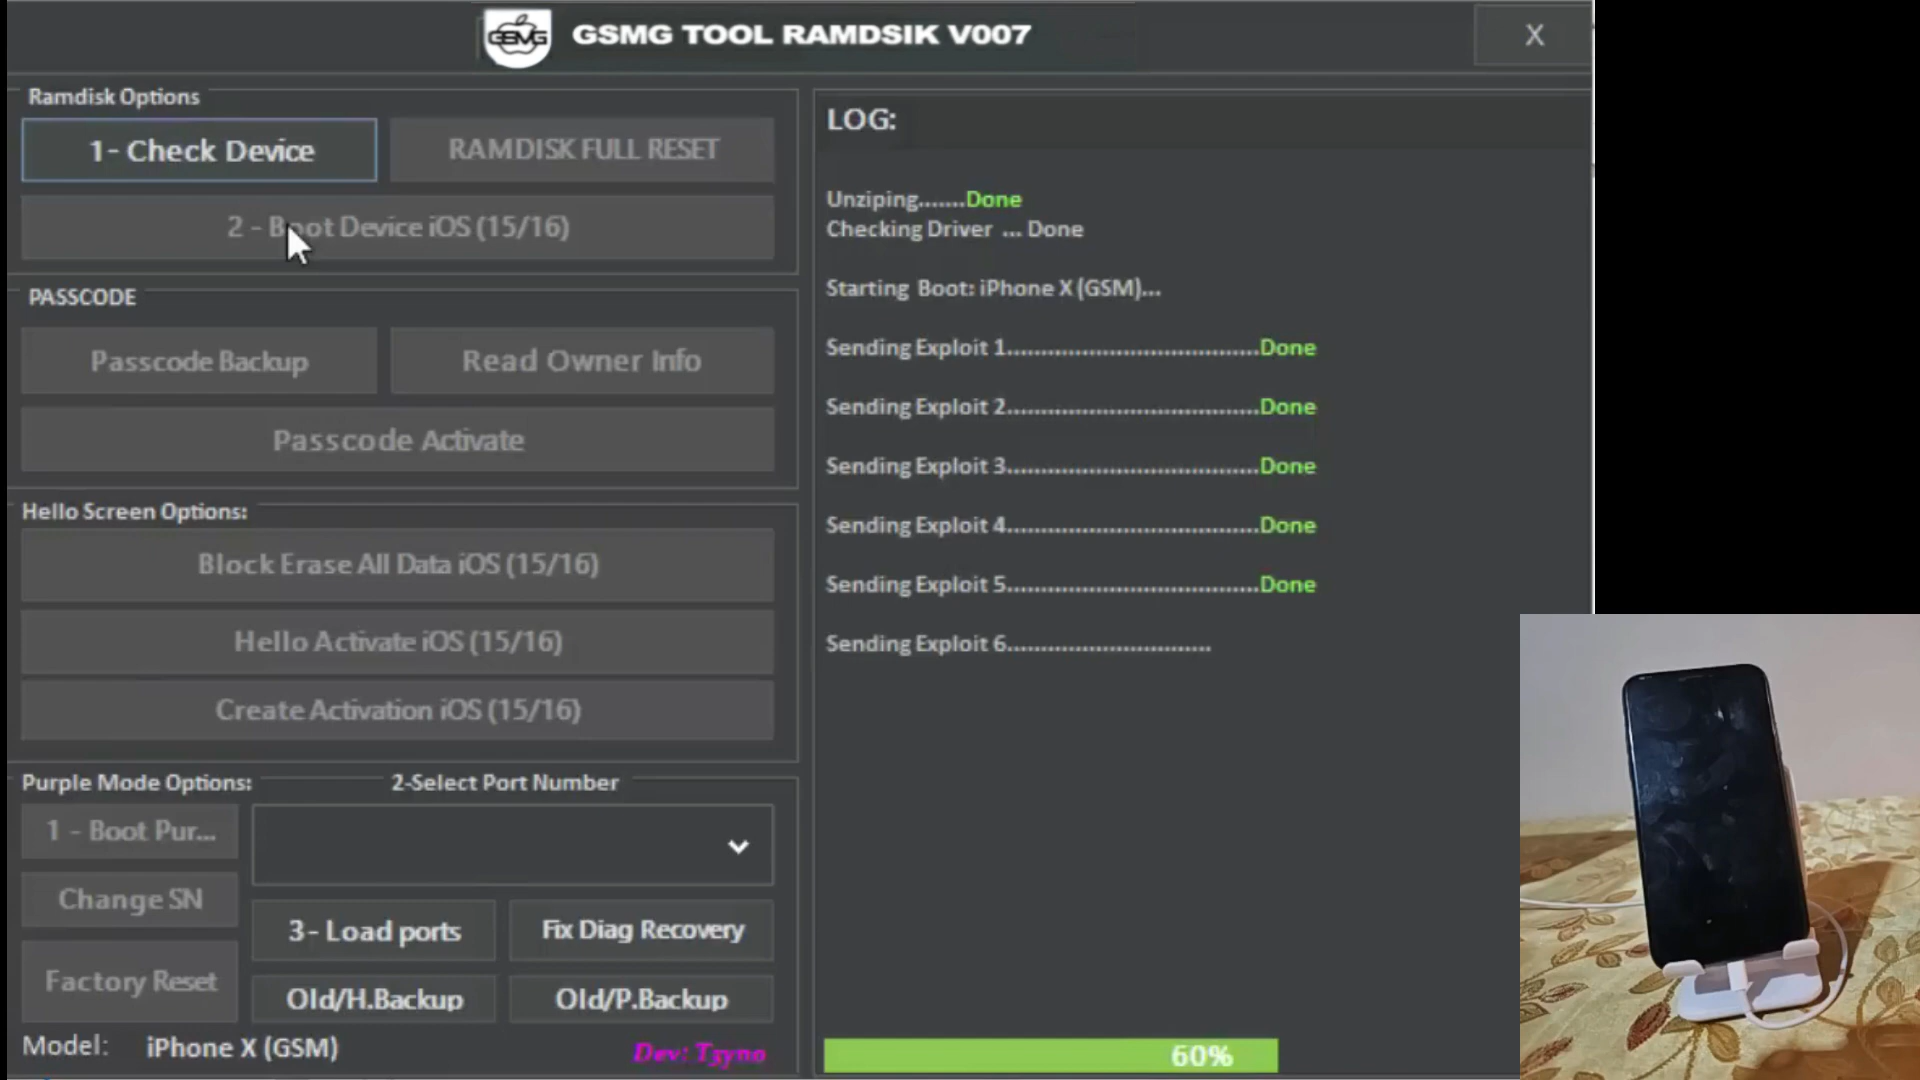 GSMG
GSMG TOOL RAMDSIK V007
X
Ramdisk Options
1- Check Device
RAMDISK FULL RESET
2 - Boot Device iOS (15/16)
PASSCODE
Passcode Backup
Read Owner Info
Passcode Activate
Hello Screen Options:
Block Erase All Data iOS (15/16)
Hello Activate iOS (15/16)
Create Activation iOS (15/16)
Purple Mode Options:
2-Select Port Number
1 - Boot Pur...
Change SN
3- Load ports
Fix Diag Recovery
Factory Reset
Old/H.Backup
Old/P.Backup
Model: iPhone X (GSM)
Dev: Tzyno
LOG:
Unziping.......Done
Checking Driver ... Done
Starting Boot: iPhone X (GSM)...
Sending Exploit 1.....................................Done
Sending Exploit 2.....................................Done
Sending Exploit 3.....................................Done
Sending Exploit 4.....................................Done
Sending Exploit 5.....................................Done
Sending Exploit 6..............................
60%